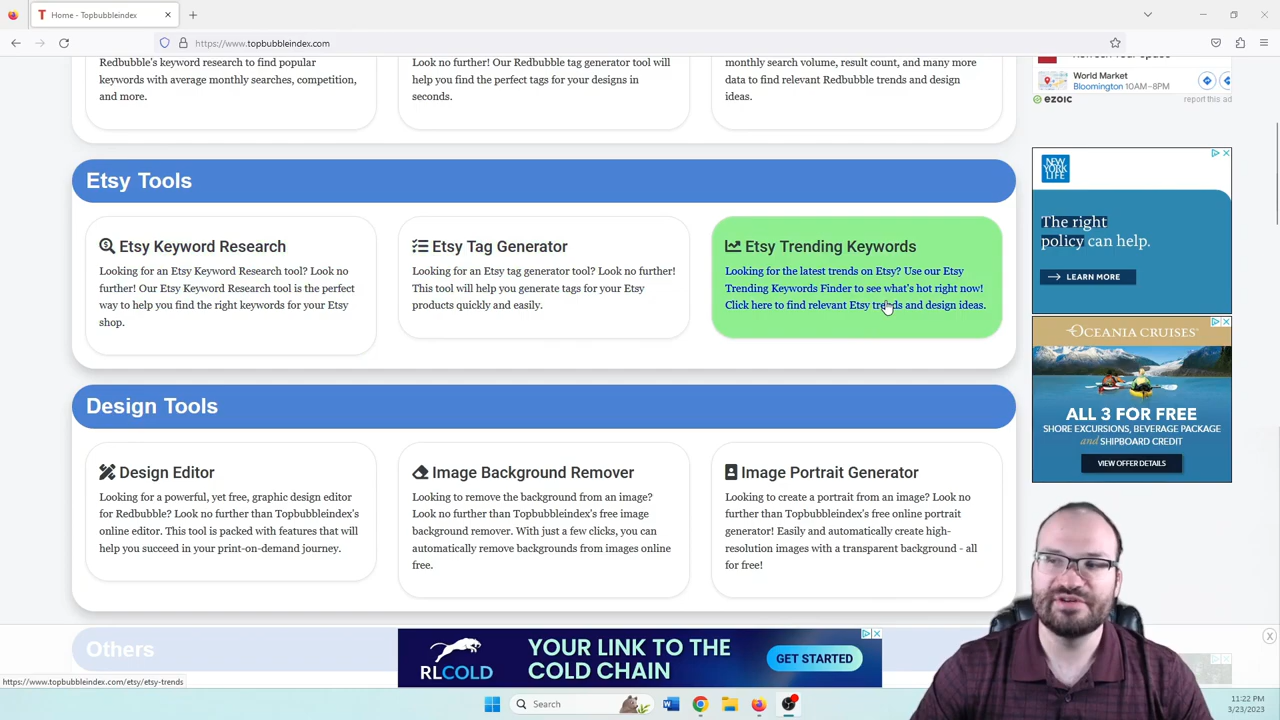 Home - Topbubbleindex
https://www.topbubbleindex.com
Redbubble's keyword research to find popular
keywords with average monthly searches, competition
and more.
Look no further! Our Redbubble tag generator tool will
help you find the perfect tags for your designs in
seconds.
monthly search volume, result count, and many more
data to find relevant Redbubble trends and design
ideas.
World Market
Bloomington 10AM–8PM
ezoic
report this ad
Etsy Tools
Etsy Keyword Research
Looking for an Etsy Keyword Research tool? Look no
further! Our Etsy Keyword Research tool is the perfect
way to help you find the right keywords for your Etsy
shop.
Etsy Tag Generator
Looking for an Etsy tag generator tool? Look no further!
This tool will help you generate tags for your Etsy
products quickly and easily.
Etsy Trending Keywords
Looking for the latest trends on Etsy? Use our Etsy
Trending Keywords Finder to see what's hot right now!
Click here to find relevant Etsy trends and design ideas.
NEW
YORK
LIFE
The right
policy can help.
LEARN MORE
OCEANIA CRUISES
ALL 3 FOR FREE
SHORE EXCURSIONS, BEVERAGE PACKAGE
and SHIPBOARD CREDIT
VIEW OFFER DETAILS
Design Tools
Design Editor
Looking for a powerful, yet free, graphic design editor
for Redbubble? Look no further than Topbubbleindex's
online editor. This tool is packed with features that will
help you succeed in your print-on-demand journey.
Image Background Remover
Looking to remove the background from an image?
Look no further than Topbubbleindex's free image
background remover. With just a few clicks, you can
automatically remove backgrounds from images online
free.
Image Portrait Generator
Looking to create a portrait from an image? Look no
further than Topbubbleindex's free online portrait
generator! Easily and automatically create high-
resolution images with a transparent background - all
for free!
Others
RLCOLD
YOUR LINK TO THE
COLD CHAIN
GET STARTED
https://www.topbubbleindex.com/etsy/etsy-trends
Search
11:22 PM
3/23/2023